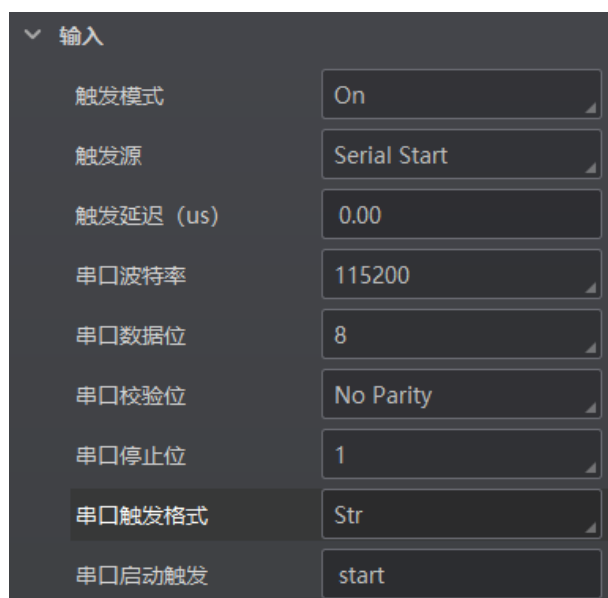 输入
触发模式 On
触发源 Serial Start
触发延迟（us） 0.00
串口波特率 115200
串口数据位 8
串口校验位 No Parity
串口停止位 1
串口触发格式 Str
串口启动触发 start